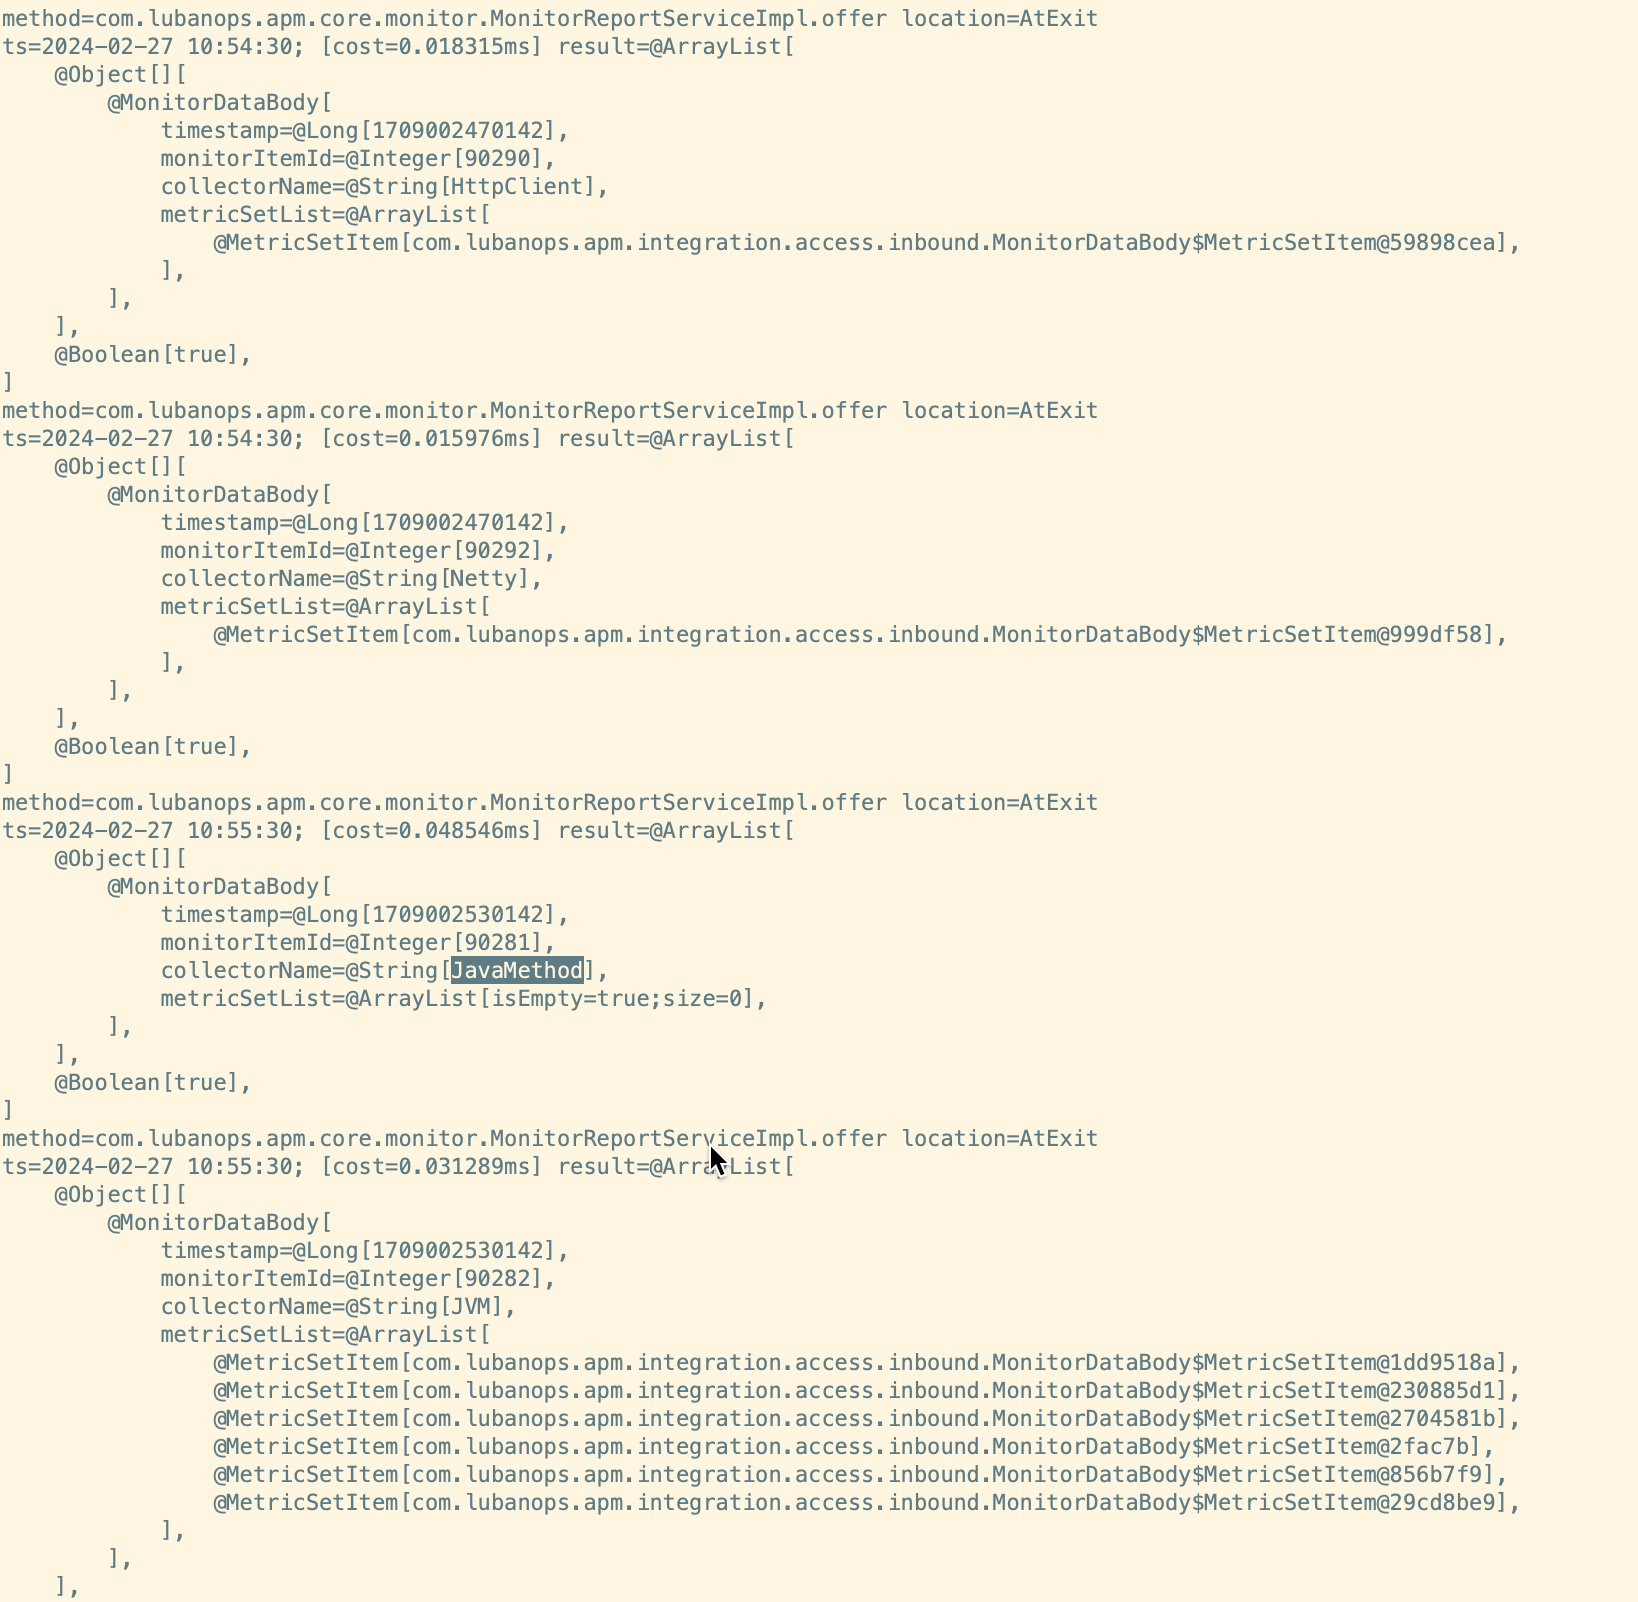 method=com.lubanops.apm.core.monitor.MonitorReportServiceImpl.offer location=AtExit
ts=2024-02-27 10:54:30; [cost=0.018315ms] result=@ArrayList[
    @Object[][
        @MonitorDataBody[
            timestamp=@Long[1709002470142],
            monitorItemId=@Integer[90290],
            collectorName=@String[HttpClient],
            metricSetList=@ArrayList[
                @MetricSetItem[com.lubanops.apm.integration.access.inbound.MonitorDataBody$MetricSetItem@59898cea],
            ],
        ],
    ],
    @Boolean[true],
]
method=com.lubanops.apm.core.monitor.MonitorReportServiceImpl.offer location=AtExit
ts=2024-02-27 10:54:30; [cost=0.015976ms] result=@ArrayList[
    @Object[][
        @MonitorDataBody[
            timestamp=@Long[1709002470142],
            monitorItemId=@Integer[90292],
            collectorName=@String[Netty],
            metricSetList=@ArrayList[
                @MetricSetItem[com.lubanops.apm.integration.access.inbound.MonitorDataBody$MetricSetItem@999df58],
            ],
        ],
    ],
    @Boolean[true],
]
method=com.lubanops.apm.core.monitor.MonitorReportServiceImpl.offer location=AtExit
ts=2024-02-27 10:55:30; [cost=0.048546ms] result=@ArrayList[
    @Object[][
        @MonitorDataBody[
            timestamp=@Long[1709002530142],
            monitorItemId=@Integer[90281],
            collectorName=@String[JavaMethod],
            metricSetList=@ArrayList[isEmpty=true;size=0],
        ],
    ],
    @Boolean[true],
]
method=com.lubanops.apm.core.monitor.MonitorReportServiceImpl.offer location=AtExit
ts=2024-02-27 10:55:30; [cost=0.031289ms] result=@ArrayList[
    @Object[][
        @MonitorDataBody[
            timestamp=@Long[1709002530142],
            monitorItemId=@Integer[90282],
            collectorName=@String[JVM],
            metricSetList=@ArrayList[
                @MetricSetItem[com.lubanops.apm.integration.access.inbound.MonitorDataBody$MetricSetItem@1dd9518a],
                @MetricSetItem[com.lubanops.apm.integration.access.inbound.MonitorDataBody$MetricSetItem@230885d1],
                @MetricSetItem[com.lubanops.apm.integration.access.inbound.MonitorDataBody$MetricSetItem@2704581b],
                @MetricSetItem[com.lubanops.apm.integration.access.inbound.MonitorDataBody$MetricSetItem@2fac7b],
                @MetricSetItem[com.lubanops.apm.integration.access.inbound.MonitorDataBody$MetricSetItem@856b7f9],
                @MetricSetItem[com.lubanops.apm.integration.access.inbound.MonitorDataBody$MetricSetItem@29cd8be9],
            ],
        ],
    ],